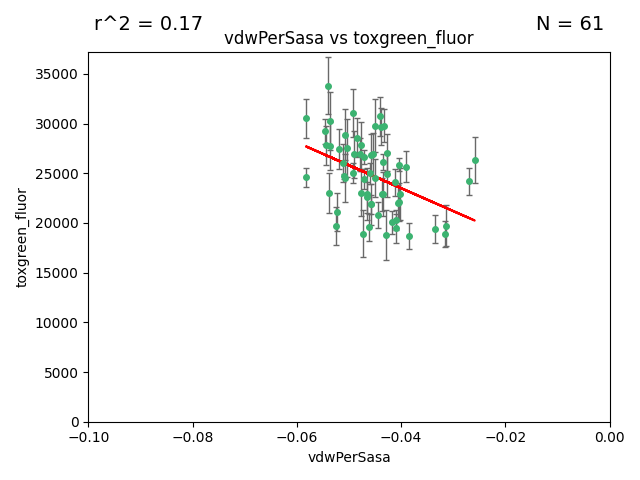 r^2 = 0.17
N = 61
vdwPerSasa vs toxgreen_fluor
toxgreen_fluor
35000
30000
25000
20000
15000
10000
5000
0
−0.10
−0.08
−0.06
−0.04
−0.02
0.00
vdwPerSasa